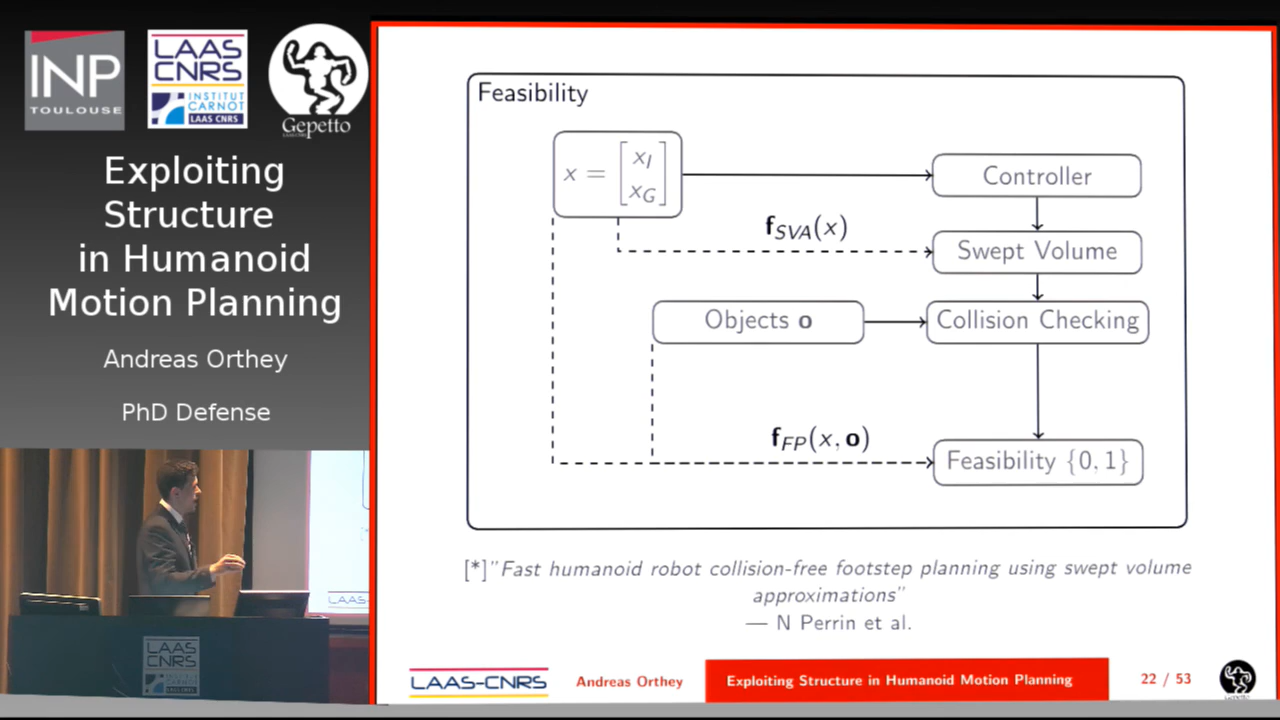 INP
TOULOUSE
LAAS
CNRS
INSTITUT
CARNOT
LAAS CNRS
Gepetto
Exploiting
Structure
in Humanoid
Motion Planning
Andreas Orthey
PhD Defense
LAAS
CNRS
Feasibility
x = [x_I
x_G]
Controller
f_SVA(x)
Swept Volume
Objects o
Collision Checking
f_FP(x, o)
Feasibility {0, 1}
[*]"Fast humanoid robot collision-free footstep planning using swept volume
approximations"
— N Perrin et al.
LAAS-CNRS
Andreas Orthey
Exploiting Structure in Humanoid Motion Planning
22 / 53
Gepetto